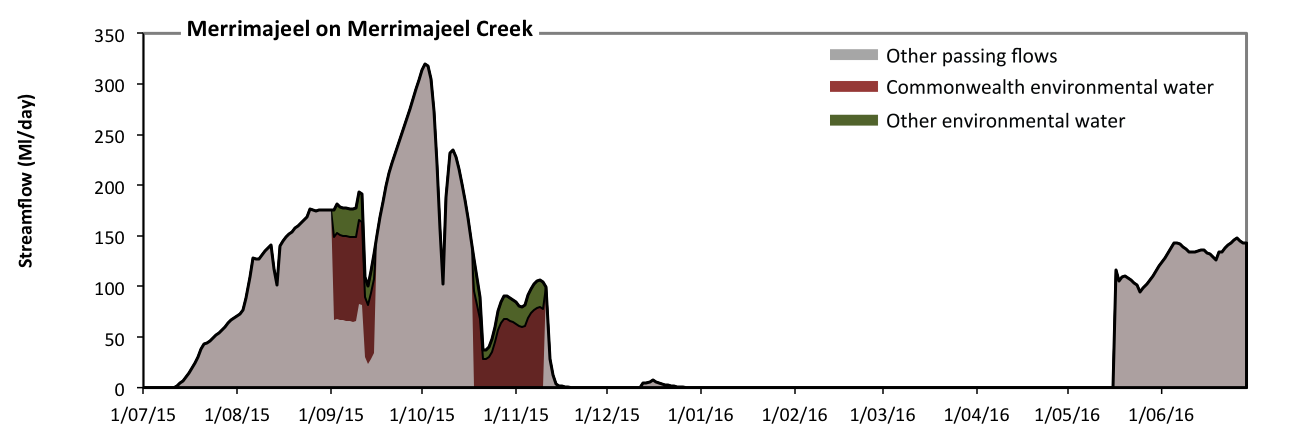 Merrimajeel on Merrimajeel Creek
Streamflow (Ml/day)
350
300
250
200
150
100
50
0
Other passing flows
Commonwealth environmental water
Other environmental water
1/07/15 1/08/15 1/09/15 1/10/15 1/11/15 1/12/15 1/01/16 1/02/16 1/03/16 1/04/16 1/05/16 1/06/16